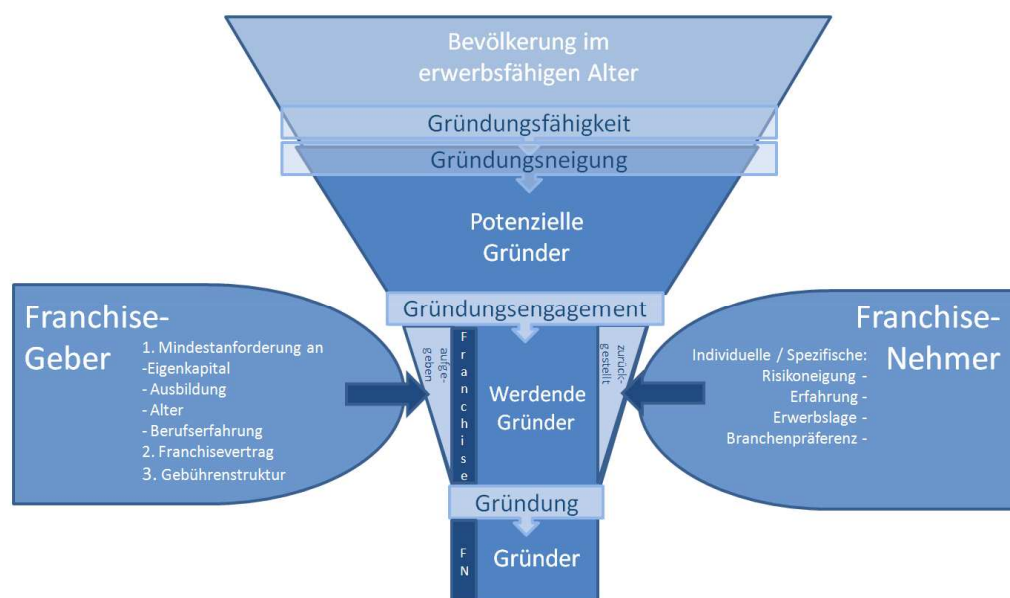 Bevölkerung im
erwerbsfähigen Alter
Gründungsfähigkeit
Gründungsneigung
Potenzielle
Gründer
Gründungsengagement
Franchise-
Geber
1. Mindestanforderung an
-Eigenkapital
- Ausbildung
- Alter
- Berufserfahrung
2. Franchisevertrag
3. Gebührenstruktur
aufge-
geben
Franchise
Werdende
Gründer
zurück-
gestellt
Franchise-
Nehmer
Individuelle / Spezifische:
Risikoneigung -
Erfahrung -
Erwerbslage -
Branchenpräferenz -
Gründung
FN
Gründer